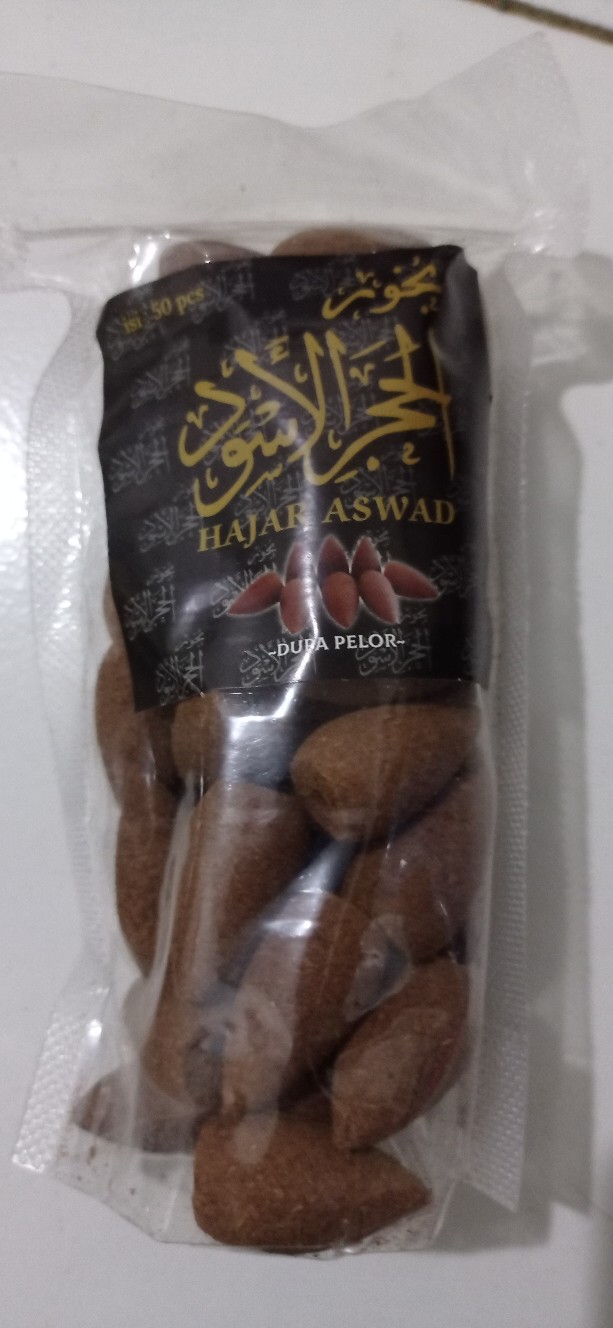 isi : 50 pcs
بخور
الحجر الأسود
HAJAR ASWAD
-DUPA PELOR-